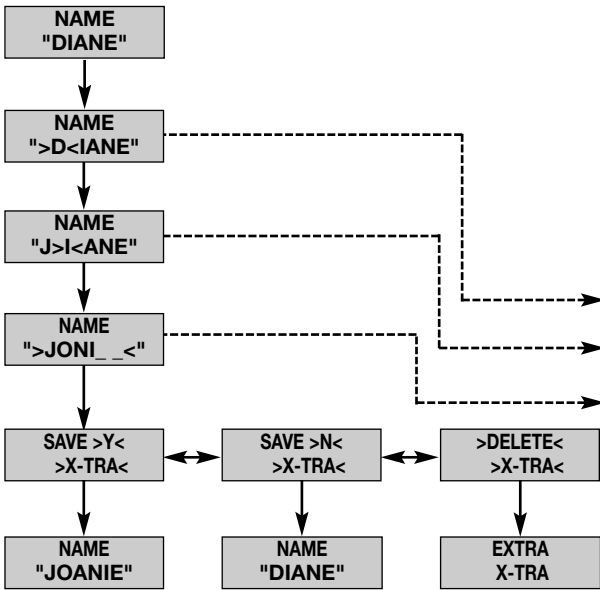 NAME
"DIANE"
NAME
">D<IANE"
NAME
"J>I<ANE"
NAME
">JONI_ _<"
SAVE >Y<
>X-TRA<
SAVE >N<
>X-TRA<
>DELETE<
>X-TRA<
NAME
"JOANIE"
NAME
"DIANE"
EXTRA
X-TRA